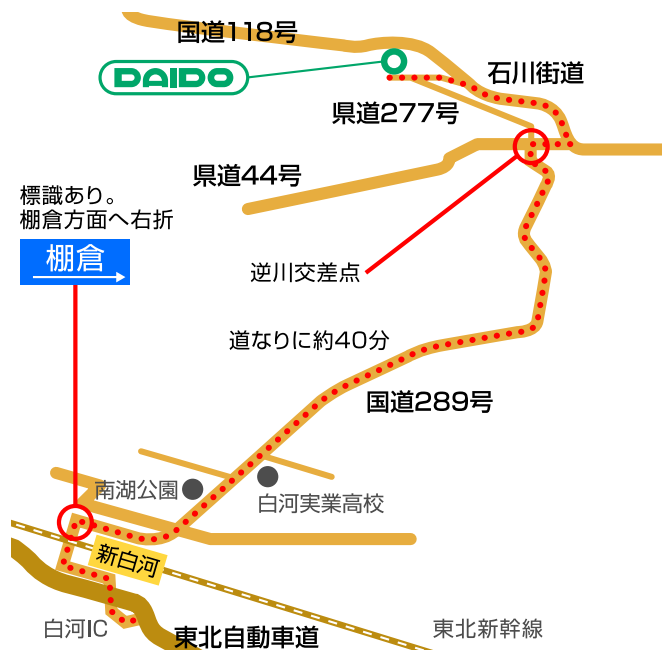 国道118号
DAIDO
石川街道
県道277号
県道44号
標識あり。
棚倉方面へ右折
棚倉
逆川交差点
道なりに約40分
国道289号
南湖公園
白河実業高校
新白河
白河IC
東北自動車道
東北新幹線